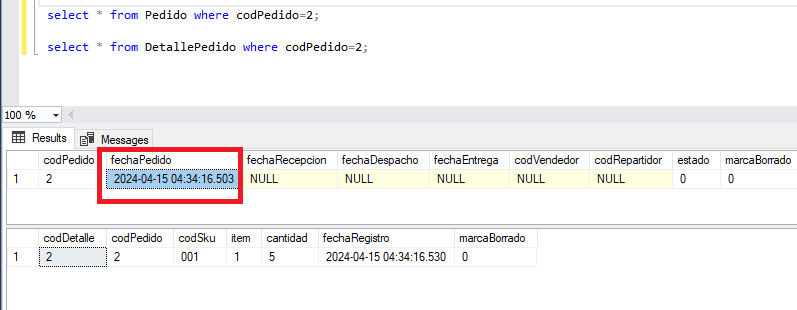 select * from Pedido where codPedido=2;
select * from DetallePedido where codPedido=2;
100 %
Results Messages
codPedido fechaPedido fechaRecepcion fechaDespacho fechaEntrega codVendedor codRepartidor estado marcaBorrado
1 2 2024-04-15 04:34:16.503 NULL NULL NULL NULL NULL 0 0
codDetalle codPedido codSku item cantidad fechaRegistro marcaBorrado
1 2 2 001 1 5 2024-04-15 04:34:16.530 0